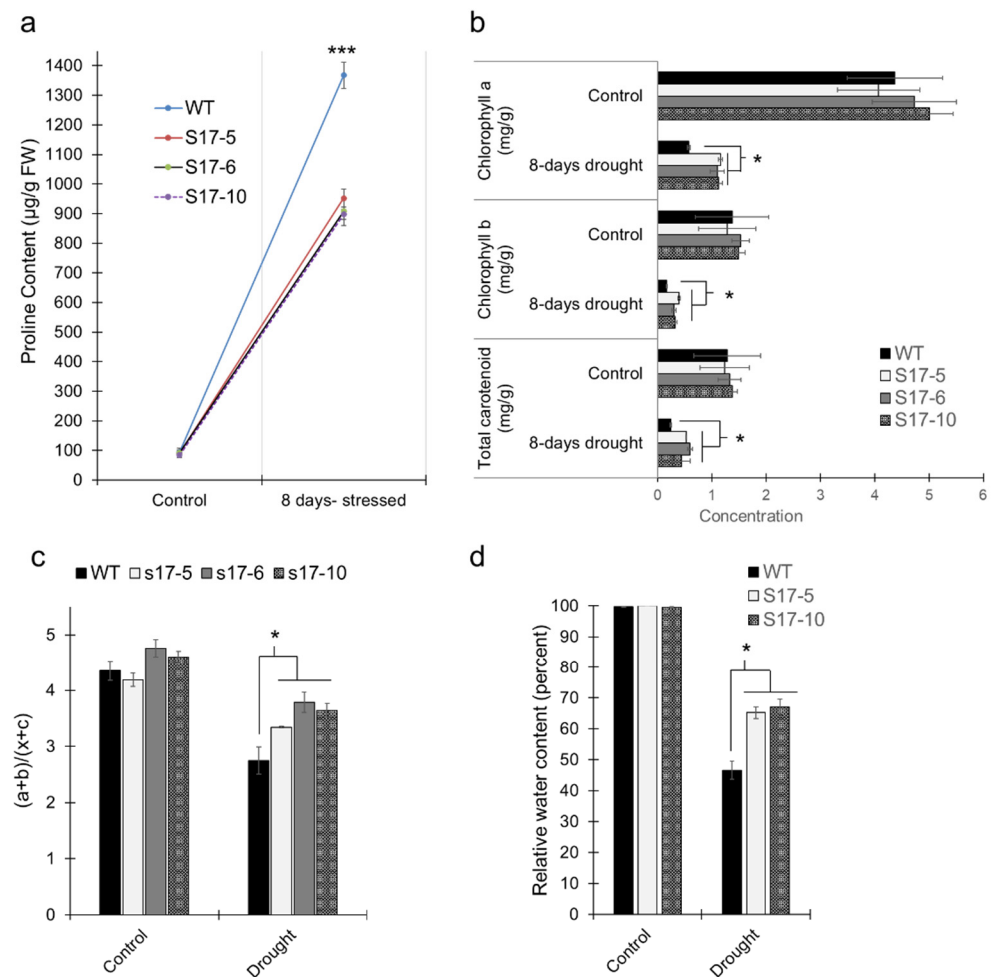 a
***
1400
1300
1200
1100
1000
900
800
700
600
500
400
300
200
100
0
Proline Content (µg/g FW)
WT
S17-5
S17-6
S17-10
Control
8 days- stressed
b
Chlorophyll a
(mg/g)
Control
8-days drought
*
Chlorophyll b
(mg/g)
Control
8-days drought
*
Total carotenoid
(mg/g)
Control
8-days drought
*
WT
S17-5
S17-6
S17-10
0 1 2 3 4 5 6
Concentration
c
WT s17-5 s17-6 s17-10
5
4
3
2
1
0
(a+b)/(x+c)
*
Control
Drought
d
WT
S17-5
S17-10
100
90
80
70
60
50
40
30
20
10
0
Relative water content (percent)
*
Control
Drought